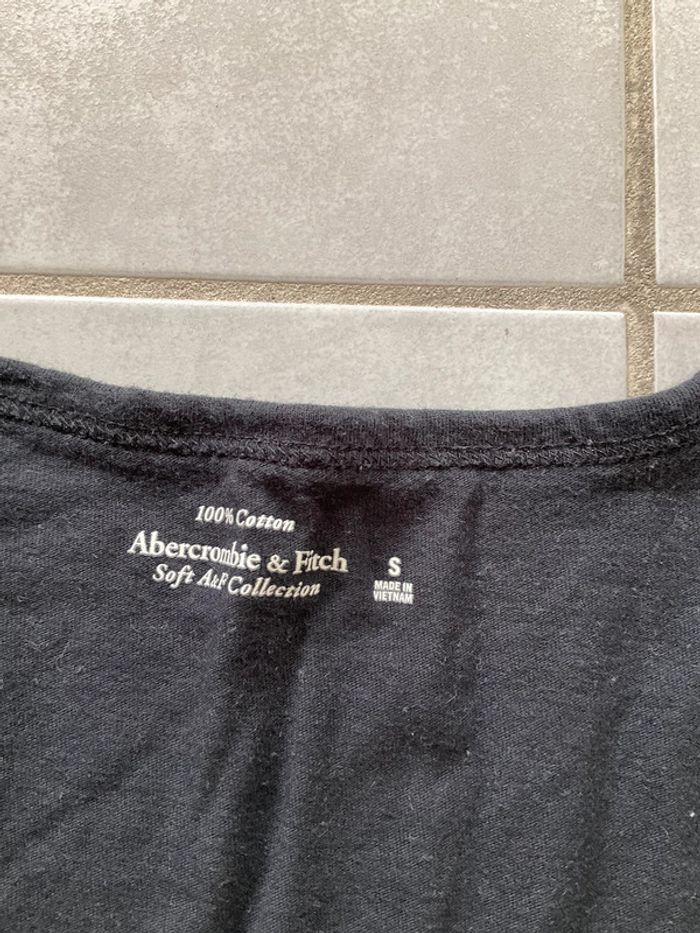 100% Cotton
Abercrombie & Fitch
Soft A&F Collection
S
MADE IN
VIETNAM